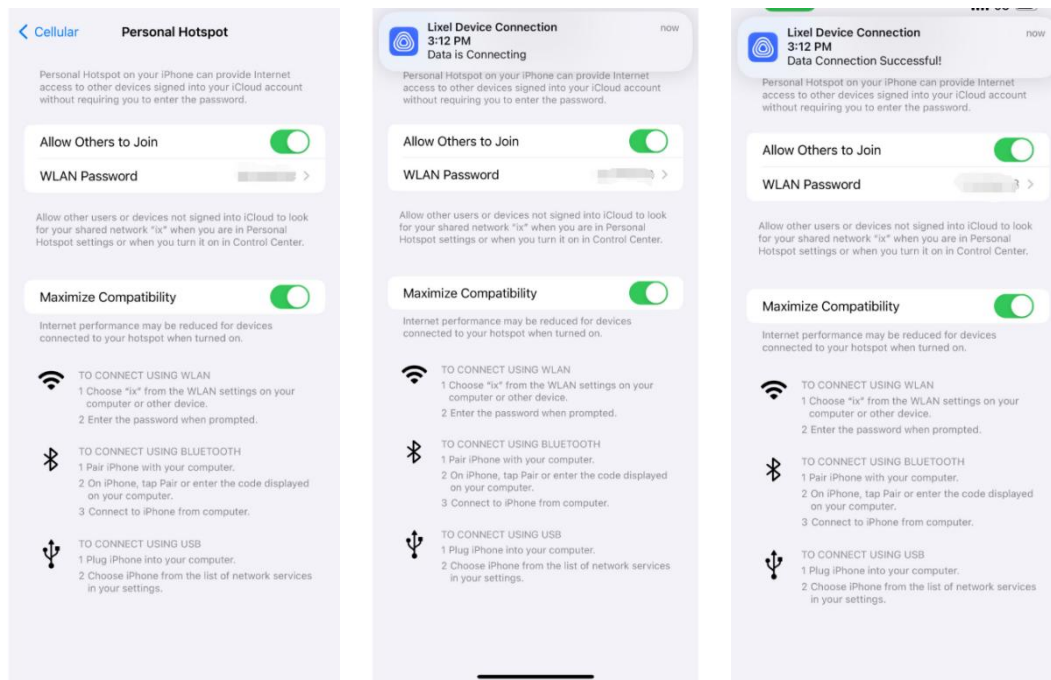 Cellular
Personal Hotspot
Personal Hotspot on your iPhone can provide Internet
access to other devices signed into your iCloud account
without requiring you to enter the password.
Allow Others to Join
WLAN Password
Allow other users or devices not signed into iCloud to look
for your shared network “ix” when you are in Personal
Hotspot settings or when you turn it on in Control Center.
Maximize Compatibility
Internet performance may be reduced for devices
connected to your hotspot when turned on.
TO CONNECT USING WLAN
1 Choose “ix” from the WLAN settings on your
computer or other device.
2 Enter the password when prompted.
TO CONNECT USING BLUETOOTH
1 Pair iPhone with your computer.
2 On iPhone, tap Pair or enter the code displayed
on your computer.
3 Connect to iPhone from computer.
TO CONNECT USING USB
1 Plug iPhone into your computer.
2 Choose iPhone from the list of network services
in your settings.
Lixel Device Connection
now
3:12 PM
Data is Connecting
Personal Hotspot on your iPhone can provide Internet
access to other devices signed into your iCloud account
without requiring you to enter the password.
Allow Others to Join
WLAN Password
Allow other users or devices not signed into iCloud to look
for your shared network “ix” when you are in Personal
Hotspot settings or when you turn it on in Control Center.
Maximize Compatibility
Internet performance may be reduced for devices
connected to your hotspot when turned on.
TO CONNECT USING WLAN
1 Choose “ix” from the WLAN settings on your
computer or other device.
2 Enter the password when prompted.
TO CONNECT USING BLUETOOTH
1 Pair iPhone with your computer.
2 On iPhone, tap Pair or enter the code displayed
on your computer.
3 Connect to iPhone from computer.
TO CONNECT USING USB
1 Plug iPhone into your computer.
2 Choose iPhone from the list of network services
in your settings.
Lixel Device Connection
now
3:12 PM
Data Connection Successful!
Personal Hotspot on your iPhone can provide Internet
access to other devices signed into your iCloud account
without requiring you to enter the password.
Allow Others to Join
WLAN Password
Allow other users or devices not signed into iCloud to look
for your shared network “ix” when you are in Personal
Hotspot settings or when you turn it on in Control Center.
Maximize Compatibility
Internet performance may be reduced for devices
connected to your hotspot when turned on.
TO CONNECT USING WLAN
1 Choose “ix” from the WLAN settings on your
computer or other device.
2 Enter the password when prompted.
TO CONNECT USING BLUETOOTH
1 Pair iPhone with your computer.
2 On iPhone, tap Pair or enter the code displayed
on your computer.
3 Connect to iPhone from computer.
TO CONNECT USING USB
1 Plug iPhone into your computer.
2 Choose iPhone from the list of network services
in your settings.